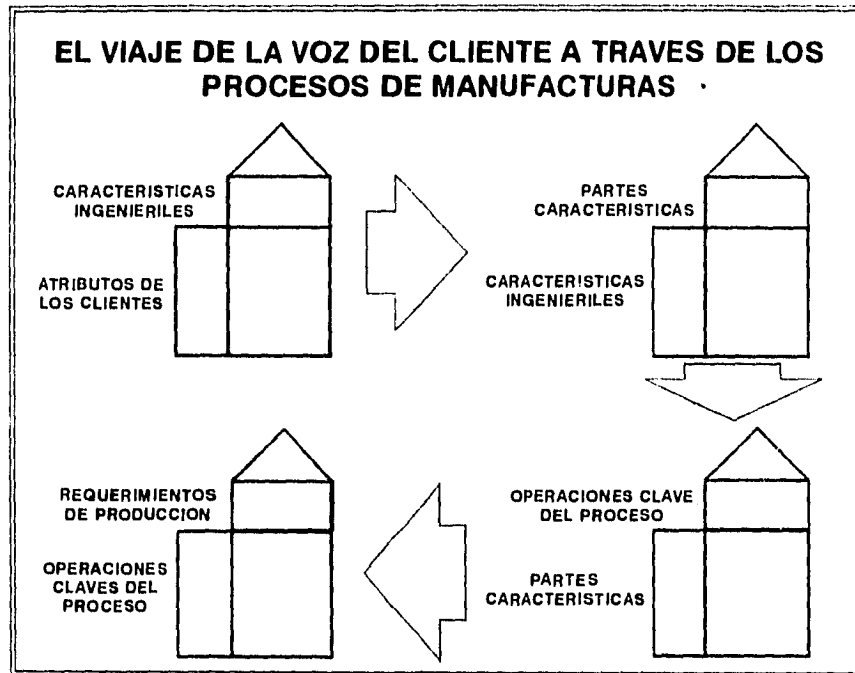 EL VIAJE DE LA VOZ DEL CLIENTE A TRAVES DE LOS
PROCESOS DE MANUFACTURAS
CARACTERISTICAS
INGENIERILES
ATRIBUTOS DE
LOS CLIENTES
PARTES
CARACTERISTICAS
CARACTERISTICAS
INGENIERILES
REQUERIMIENTOS
DE PRODUCCION
OPERACIONES
CLAVES DEL
PROCESO
OPERACIONES CLAVE
DEL PROCESO
PARTES
CARACTERISTICAS